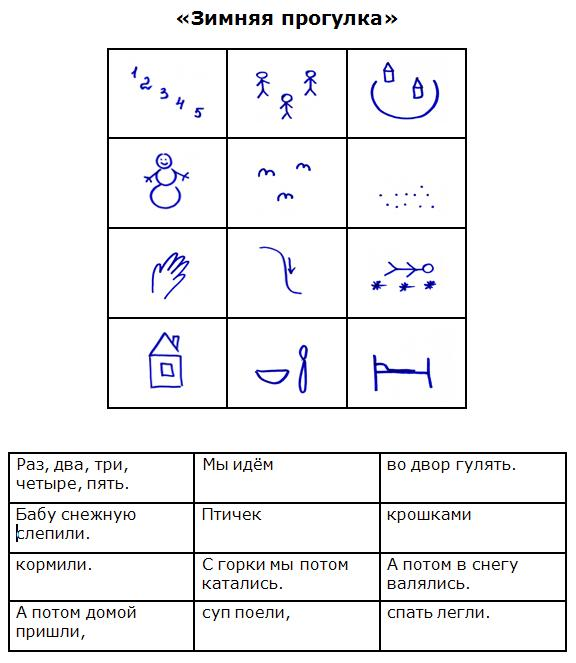 «Зимняя прогулка»
1 2 3 4 5
Раз, два, три,
четыре, пять.
Мы идём
во двор гулять.
Бабу снежную
слепили.
Птичек
крошками
кормили.
С горки мы потом
катались.
А потом в снегу
валялись.
А потом домой
пришли,
суп поели,
спать легли.